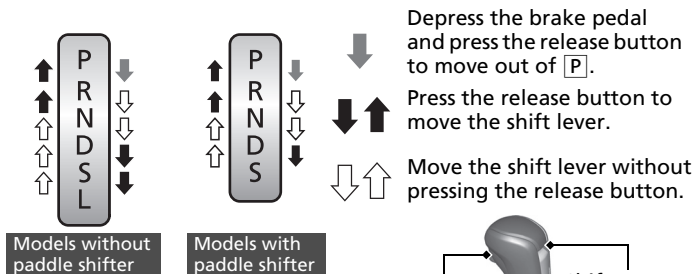 P
R
N
D
S
L
Models without
paddle shifter
P
R
N
D
S
Models with
paddle shifter
Depress the brake pedal
and press the release button
to move out of P.
Press the release button to
move the shift lever.
Move the shift lever without
pressing the release button.